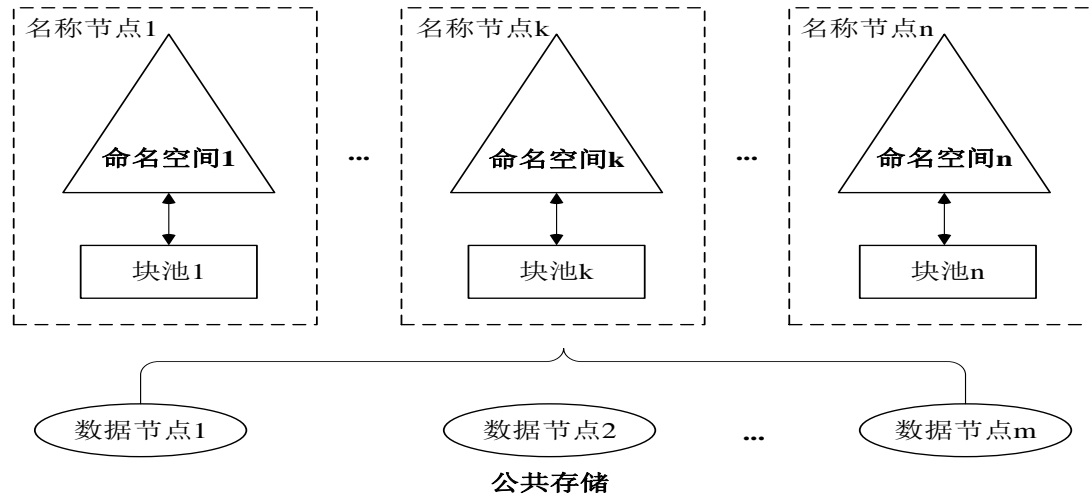 名称节点1
名称节点k
名称节点n
命名空间1
...
命名空间k
...
命名空间n
块池1
块池k
块池n
数据节点1
数据节点2
...
数据节点m
公共存储